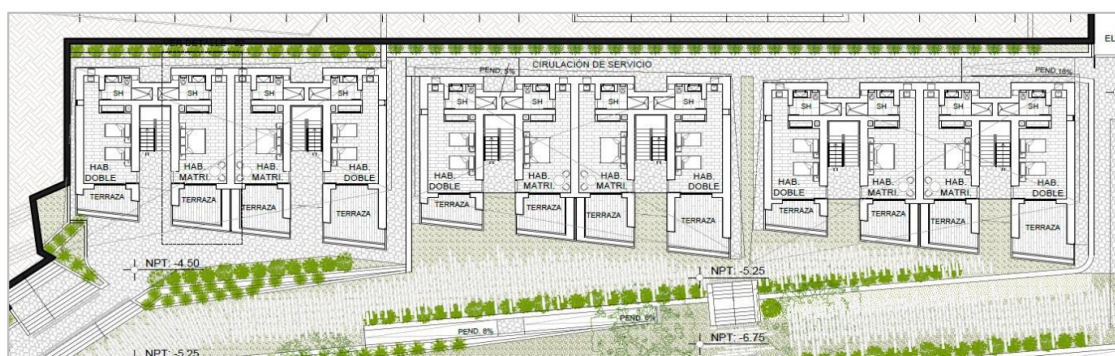 EL
CIRULACIÓN DE SERVICIO
PEND. 5%
PEND. 16%
SH SH SH SH
SH SH SH SH
SH SH SH SH
HAB. DOBLE
HAB. MATRI.
HAB. MATRI.
HAB. DOBLE
HAB. DOBLE
HAB. MATRI.
HAB. MATRI.
HAB. DOBLE
HAB. DOBLE
HAB. MATRI.
HAB. MATRI.
HAB. DOBLE
TERRAZA
TERRAZA
TERRAZA
TERRAZA
TERRAZA
TERRAZA
TERRAZA
TERRAZA
TERRAZA
TERRAZA
TERRAZA
TERRAZA
NPT: -4.50
NPT: -5.25
PEND. 8%
PEND. 8%
NPT: -6.75
NPT: -5.25